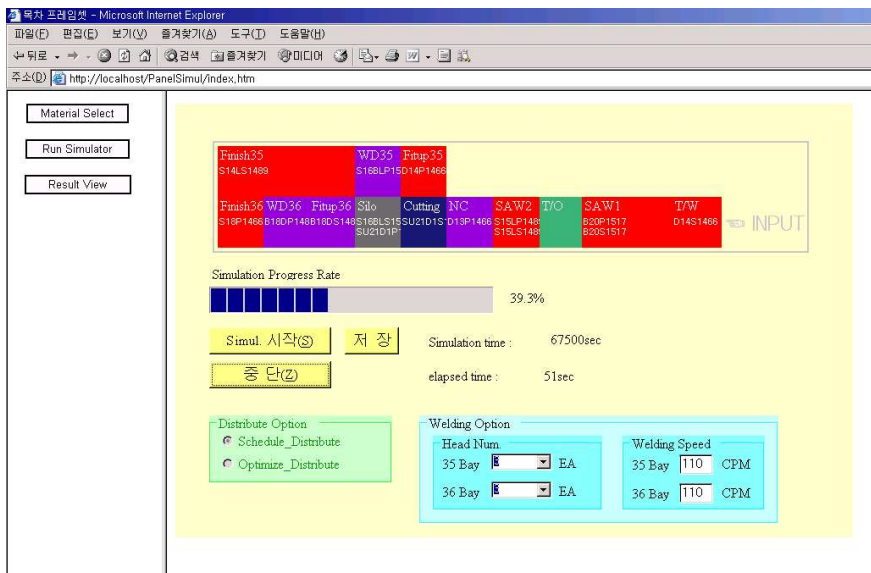 목차 프레임셋 - Microsoft Internet Explorer
파일(F) 편집(E) 보기(V) 즐겨찾기(A) 도구(T) 도움말(H)
뒤로 검색 즐겨찾기 미디어
주소(D) http://localhost/PanelSimul/index.htm
Material Select
Run Simulator
Result View
Finish35 WD35 Fitup35
S14LS1489 S16BLP15 D14P1466
Finish36 WD36 Fitup36 Silo Cutting NC SAW2 T/O SAW1 T/W
S18P1466 B18DP148 B18DS148 S16BLS15 SU21D1S D13P1466 S15LP148 B20P1517 D14S1466
SU21D1P S15LS148 B20S1517
INPUT
Simulation Progress Rate
39.3%
Simul. 시작(S) 저 장 Simulation time : 67500sec
중 단(Z) elapsed time : 51sec
Distribute Option
Schedule_Distribute
Optimize_Distribute
Welding Option
Head Num.
35 Bay EA
36 Bay EA
Welding Speed
35 Bay 110 CPM
36 Bay 110 CPM